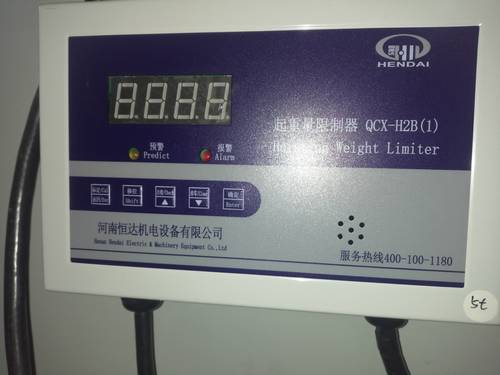 HENDAI
8.8.8.8
起重量限制器 QCX-H2B(1)
Hoisting Weight Limiter
预警
Predict
报警
Alarm
移位
Shift
确定
Enter
河南恒达机电设备有限公司
Henan Hendai Electric & Machinery Equipment Co.,Ltd
服务热线400-100-1180
5t